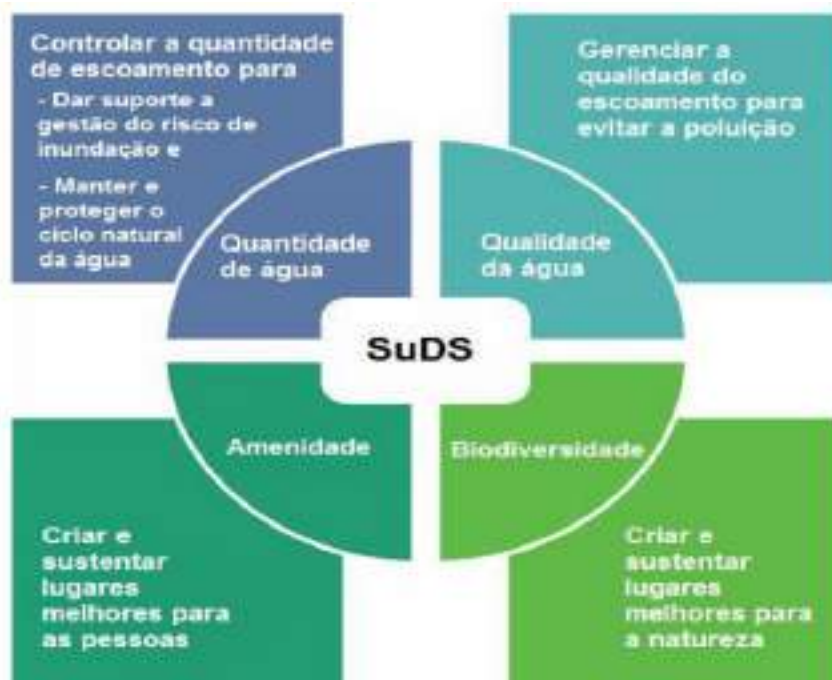 Controlar a quantidade
de escoamento para
- Dar suporte a
gestão do risco de
inundação e
- Manter e
proteger o
ciclo natural
da água
Gerenciar a
qualidade do
escoamento para
evitar a poluição
Quantidade
de água
Qualidade
da água
SuDS
Amenidade
Biodiversidade
Criar e
sustentar
lugares
melhores para
as pessoas
Criar e
sustentar
lugares
melhores para
a natureza